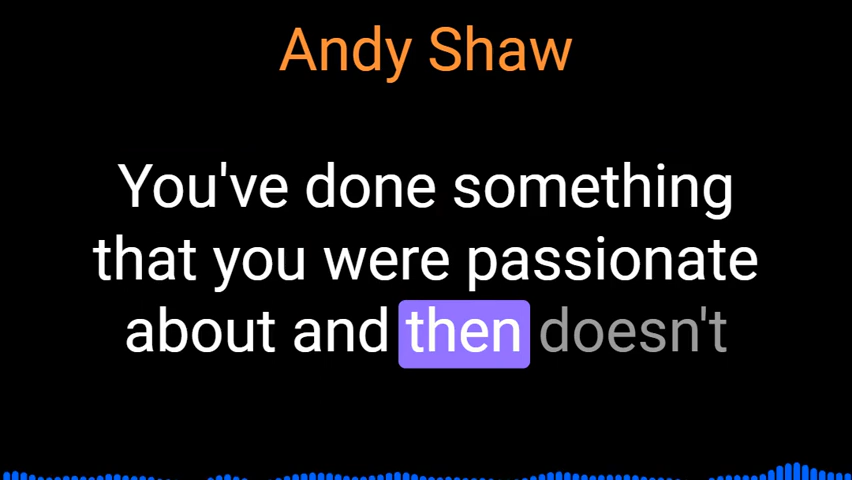 Andy Shaw
You've done something
that you were passionate
about and then doesn't